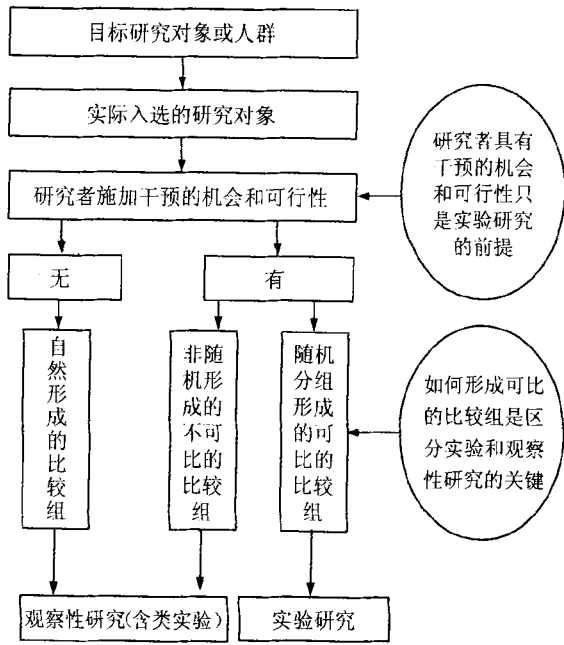 目标研究对象或人群
实际入选的研究对象
研究者施加干预的机会和可行性
研究者具有
干预的机会
和可行性只
是实验研究
的前提
无
有
自然形成的比较组
非随
机形
成的
不可
比的
比较
组
随机
分组
形成
的可
比的
比较
组
如何形成可比
的比较组是区
分实验和观察
性研究的关键
观察性研究(含类实验)
实验研究